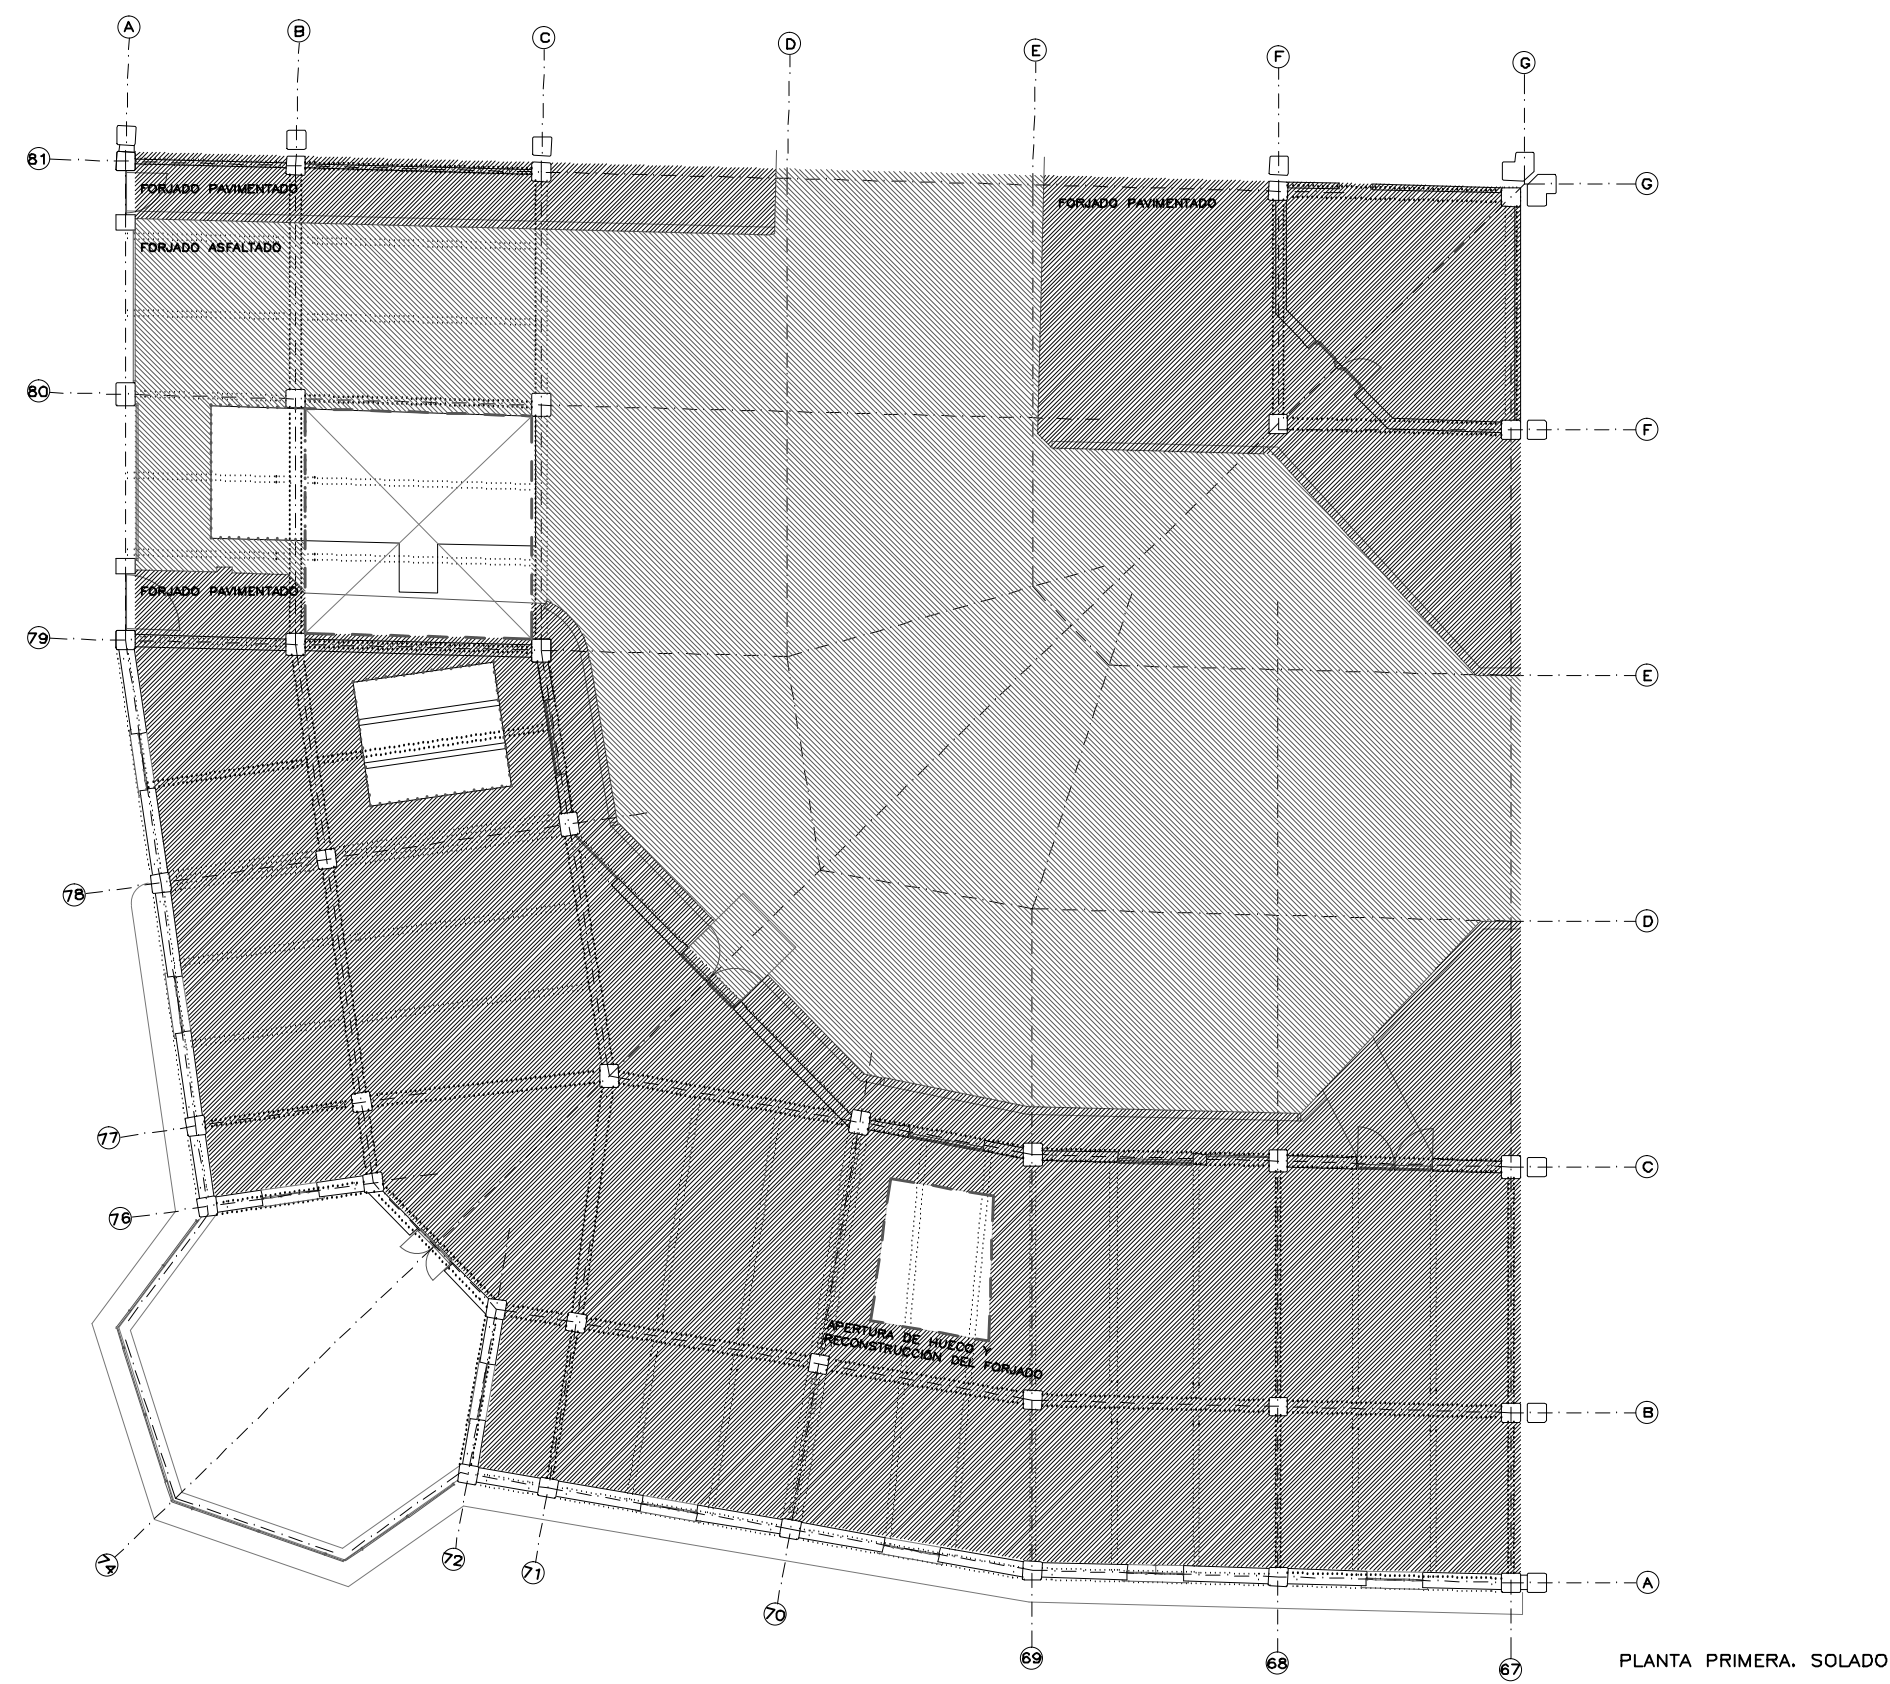 A
B
C
D
E
F
G
81
G
FORJADO PAVIMENTADO
FORJADO PAVIMENTADO
FORJADO ASFALTADO
80
F
FORJADO PAVIMENTADO
79
E
78
D
77
C
76
APERTURA DE HUECO Y
RECONSTRUCCIÓN DEL FORJADO
B
74
72
71
A
70
69
68
67
PLANTA PRIMERA. SOLADO